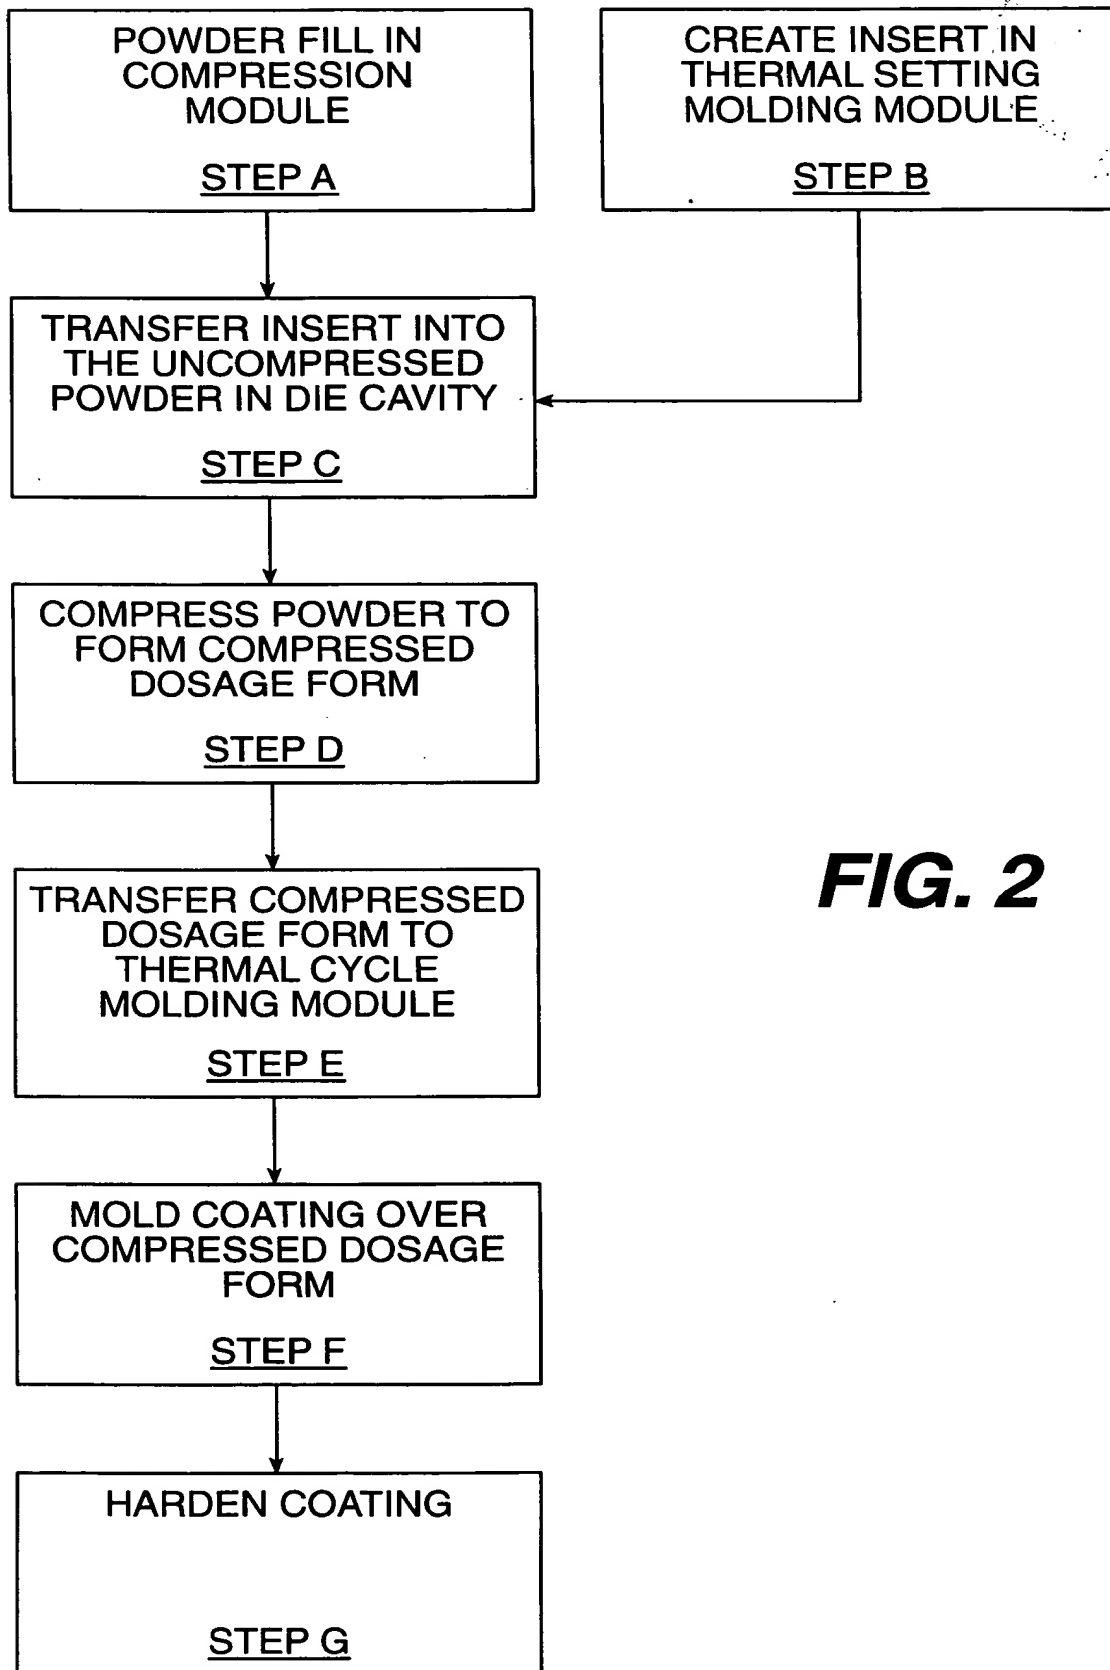 POWDER FILL IN
COMPRESSION
MODULE
STEP A
CREATE INSERT IN
THERMAL SETTING
MOLDING MODULE
STEP B
TRANSFER INSERT INTO
THE UNCOMPRESSED
POWDER IN DIE CAVITY
STEP C
COMPRESS POWDER TO
FORM COMPRESSED
DOSAGE FORM
STEP D
TRANSFER COMPRESSED
DOSAGE FORM TO
THERMAL CYCLE
MOLDING MODULE
STEP E
MOLD COATING OVER
COMPRESSED DOSAGE
FORM
STEP F
HARDEN COATING
STEP G
FIG. 2